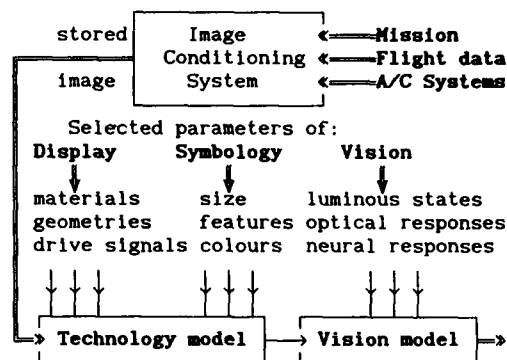 stored Image Mission
Conditioning Flight data
image System A/C Systems
Selected parameters of:
Display Symbology Vision
materials size luminous states
geometries features optical responses
drive signals colours neural responses
Technology model Vision model